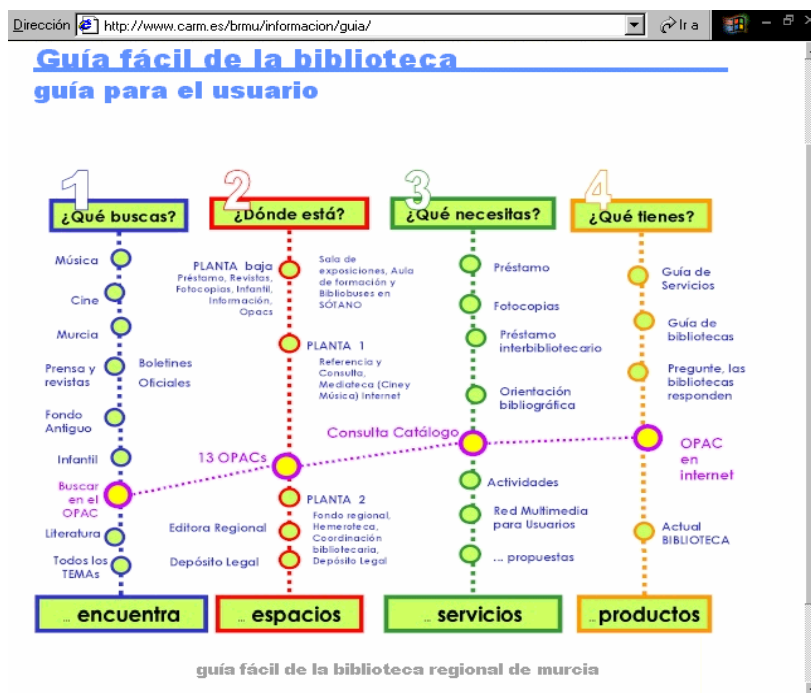 Dirección http://www.carm.es/brmu/informacion/guia/ Ir a
Guía fácil de la biblioteca
guía para el usuario
1
¿Qué buscas?
Música
Cine
Murcia
Prensa y
revistas
Boletines
Oficiales
Fondo
Antiguo
Infantil
Buscar
en el
OPAC
Literatura
Todos los
TEMAs
... encuentra
2
¿Dónde está?
PLANTA baja
Préstamo, Revistas,
Fotocopias, Infantil,
Información,
Opacs
Sala de
exposiciones, Aula
de formación y
Bibliobuses en
SÓTANO
PLANTA 1
Referencia y
Consulta,
Mediateca (Cine y
Música) Internet
13 OPACs
PLANTA 2
Fondo regional,
Hemeroteca,
Coordinación
bibliotecaria,
Depósito Legal
Editora Regional
Depósito Legal
... espacios
3
¿Qué necesitas?
Préstamo
Fotocopias
Préstamo
interbibliotecario
Orientación
bibliográfica
Consulta Catálogo
Actividades
Red Multimedia
para Usuarios
... propuestas
... servicios
4
¿Qué tienes?
Guía de
Servicios
Guía de
bibliotecas
Pregunte, las
bibliotecas
responden
OPAC
en
internet
Actual
BIBLIOTECA
... productos
guía fácil de la biblioteca regional de murcia